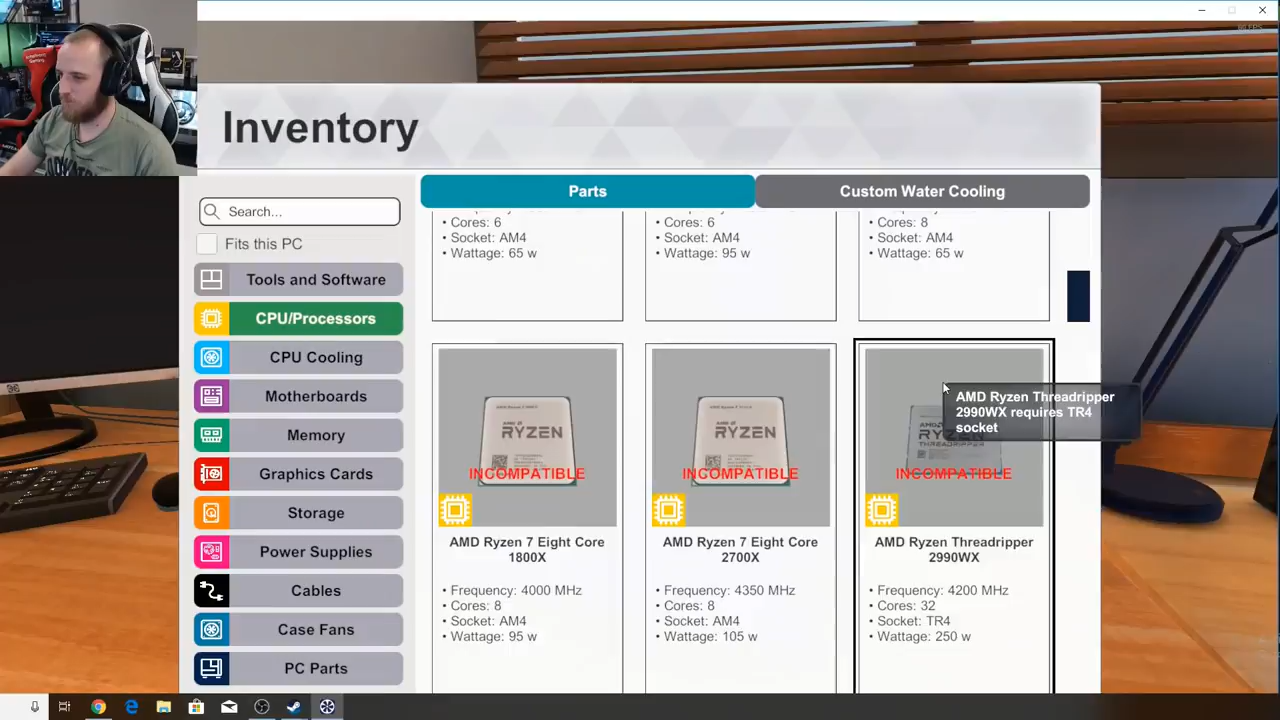 Inventory
Parts
Custom Water Cooling
Search...
Fits this PC
Tools and Software
CPU/Processors
CPU Cooling
Motherboards
Memory
Graphics Cards
Storage
Power Supplies
Cables
Case Fans
PC Parts
• Cores: 6
• Socket: AM4
• Wattage: 65 w
• Cores: 6
• Socket: AM4
• Wattage: 95 w
• Cores: 8
• Socket: AM4
• Wattage: 65 w
RYZEN
INCOMPATIBLE
AMD Ryzen 7 Eight Core
1800X
• Frequency: 4000 MHz
• Cores: 8
• Socket: AM4
• Wattage: 95 w
RYZEN
INCOMPATIBLE
AMD Ryzen 7 Eight Core
2700X
• Frequency: 4350 MHz
• Cores: 8
• Socket: AM4
• Wattage: 105 w
AMD Ryzen Threadripper
2990WX requires TR4
socket
RYZEN
THREADRIPPER
INCOMPATIBLE
AMD Ryzen Threadripper
2990WX
• Frequency: 4200 MHz
• Cores: 32
• Socket: TR4
• Wattage: 250 w